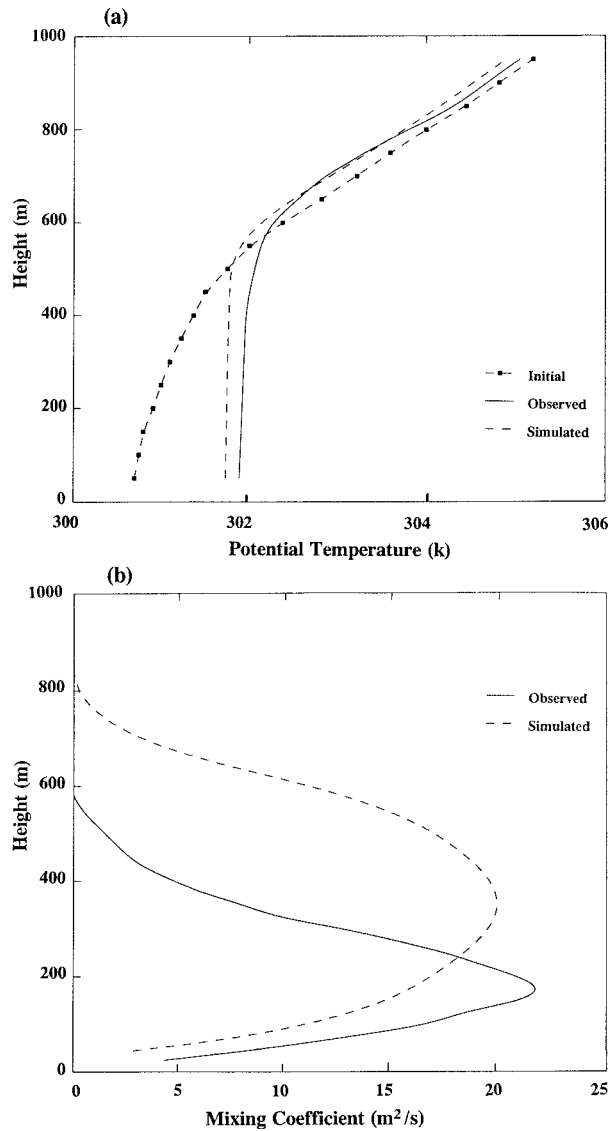 (a)
1000
800
600
400
200
0
Height (m)
Initial
Observed
Simulated
300
302
304
306
Potential Temperature (k)
(b)
1000
800
600
400
200
0
Height (m)
Observed
Simulated
0
5
10
15
20
25
Mixing Coefficient (m²/s)